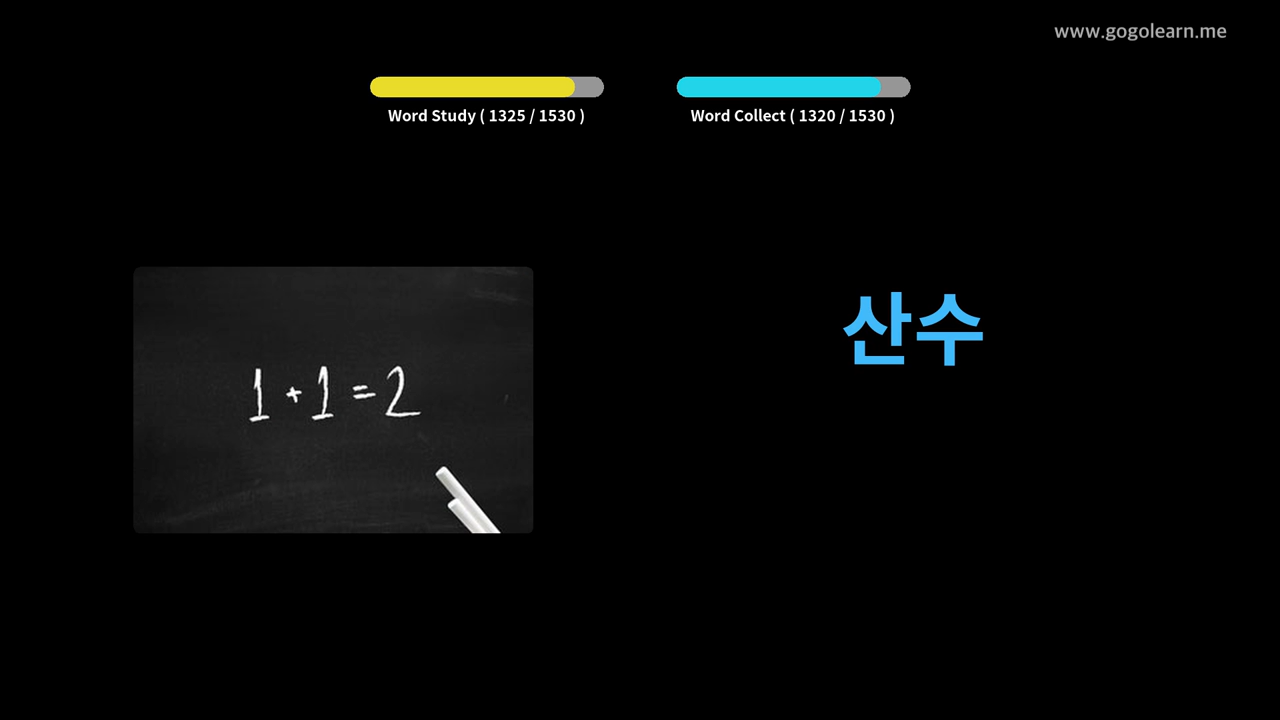 www.gogolearn.me
Word Study ( 1325 / 1530 )
Word Collect ( 1320 / 1530 )
산수
1 + 1 = 2